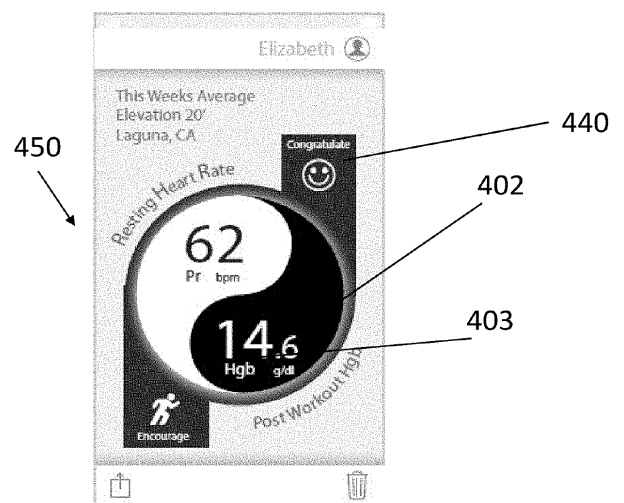 Elizabeth
This Weeks Average
Elevation 20'
Laguna, CA
Congratulate
440
450
Resting Heart Rate
402
62
Pr bpm
403
14.6
Hgb g/dl
Post Workout Hgb
Encourage